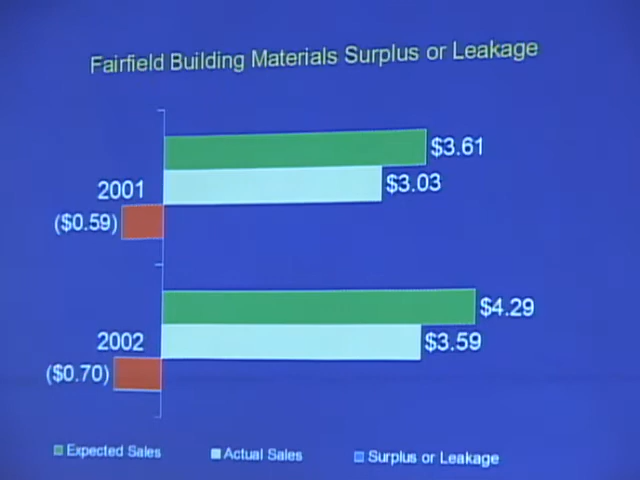 Fairfield Building Materials Surplus or Leakage
$3.61
2001
$3.03
($0.59)
$4.29
2002
$3.59
($0.70)
Expected Sales
Actual Sales
Surplus or Leakage